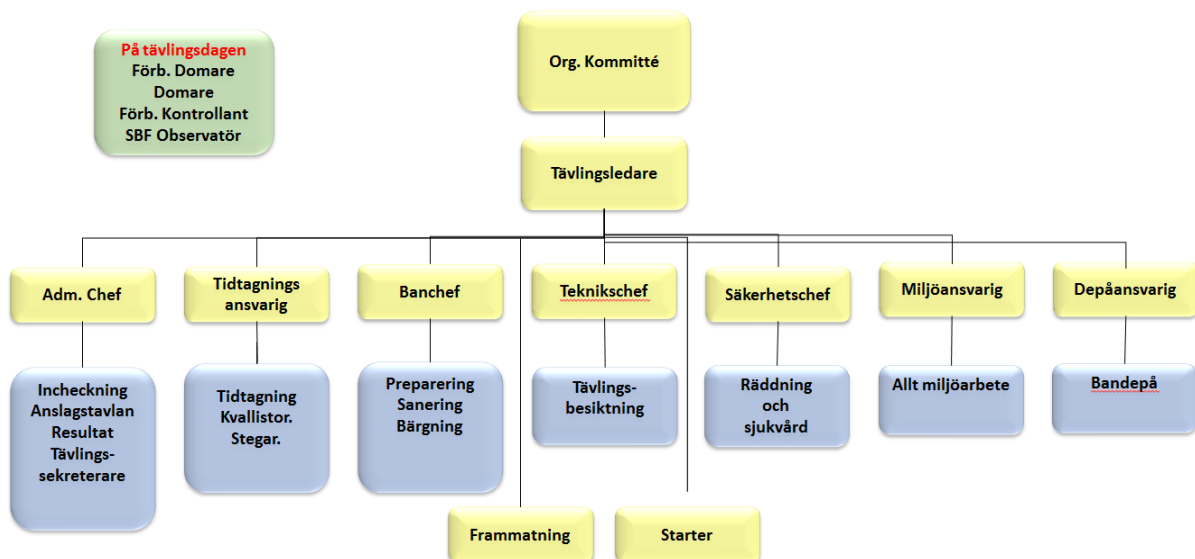 På tävlingsdagen
Förb. Domare
Domare
Förb. Kontrollant
SBF Observatör
Org. Kommitté
Tävlingsledare
Adm. Chef
Tidtagnings
ansvarig
Banchef
Teknikschef
Säkerhetschef
Miljöansvarig
Depåansvarig
Incheckning
Anslagstavlan
Resultat
Tävlings-
sekreterare
Tidtagning
Kvallistor.
Stegar.
Preparering
Sanering
Bärgning
Tävlings-
besiktning
Räddning
och
sjukvård
Allt miljöarbete
Bandepå
Frammatning
Starter